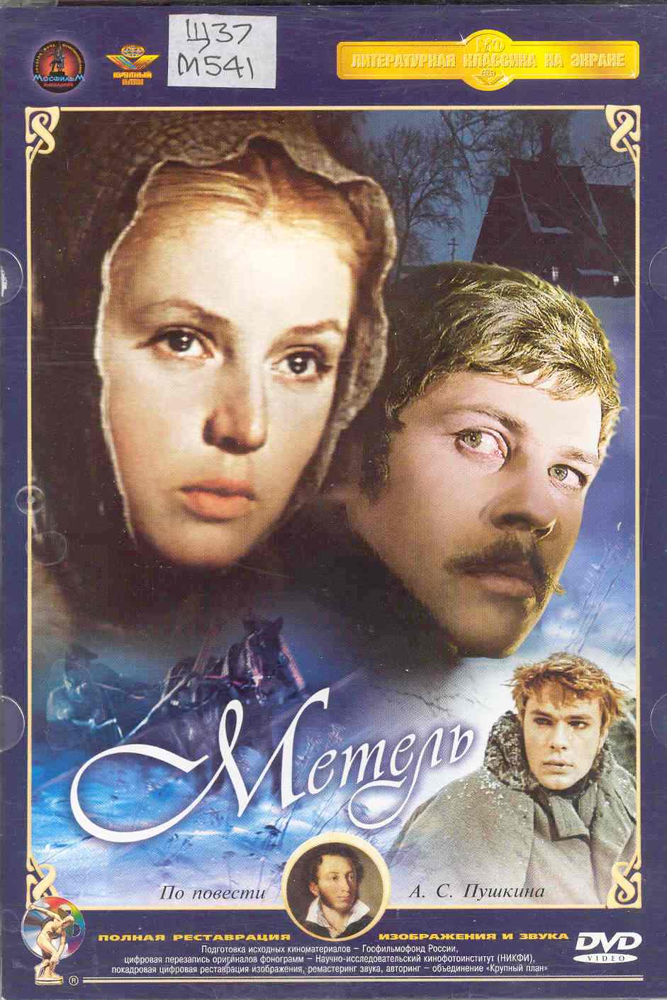 Щ37
М541
МОСФИЛЬМ
КРУПНЫЙ
ПЛАН
ЛИТЕРАТУРНАЯ КЛАССИКА НА ЭКРАНЕ
Метель
По повести А. С. Пушкина
ПОЛНАЯ РЕСТАВРАЦИЯ ИЗОБРАЖЕНИЯ И ЗВУКА
Подготовка исходных киноматериалов – Госфильмофонд России,
цифровая перезапись оригиналов фонограмм – Научно-исследовательский кинофотоинститут (НИКФИ),
покадровая цифровая реставрация изображения, ремастеринг звука, авторинг – объединение «Крупный план»
®
DVD
VIDEO